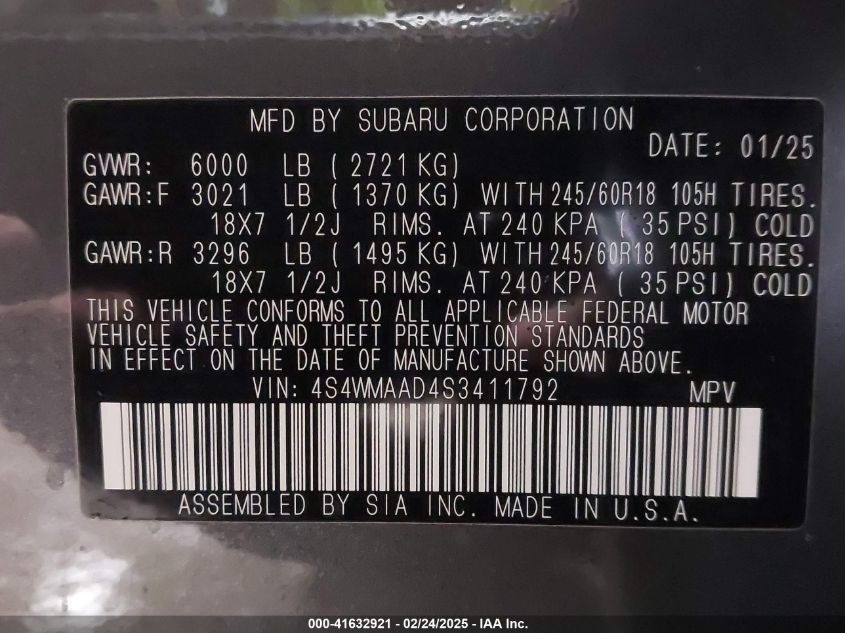 MFD BY SUBARU CORPORATION
DATE: 01/25
GVWR: 6000 LB ( 2721 KG)
GAWR:F 3021 LB ( 1370 KG) WITH 245/60R18 105H TIRES.
18X7 1/2J RIMS. AT 240 KPA ( 35 PSI) COLD
GAWR:R 3296 LB ( 1495 KG) WITH 245/60R18 105H TIRES.
18X7 1/2J RIMS. AT 240 KPA ( 35 PSI) COLD
THIS VEHICLE CONFORMS TO ALL APPLICABLE FEDERAL MOTOR
VEHICLE SAFETY AND THEFT PREVENTION STANDARDS
IN EFFECT ON THE DATE OF MANUFACTURE SHOWN ABOVE.
VIN: 4S4WMAAD4S3411792 MPV
ASSEMBLED BY SIA INC. MADE IN U.S.A.
000-41632921 - 02/24/2025 - IAA Inc.